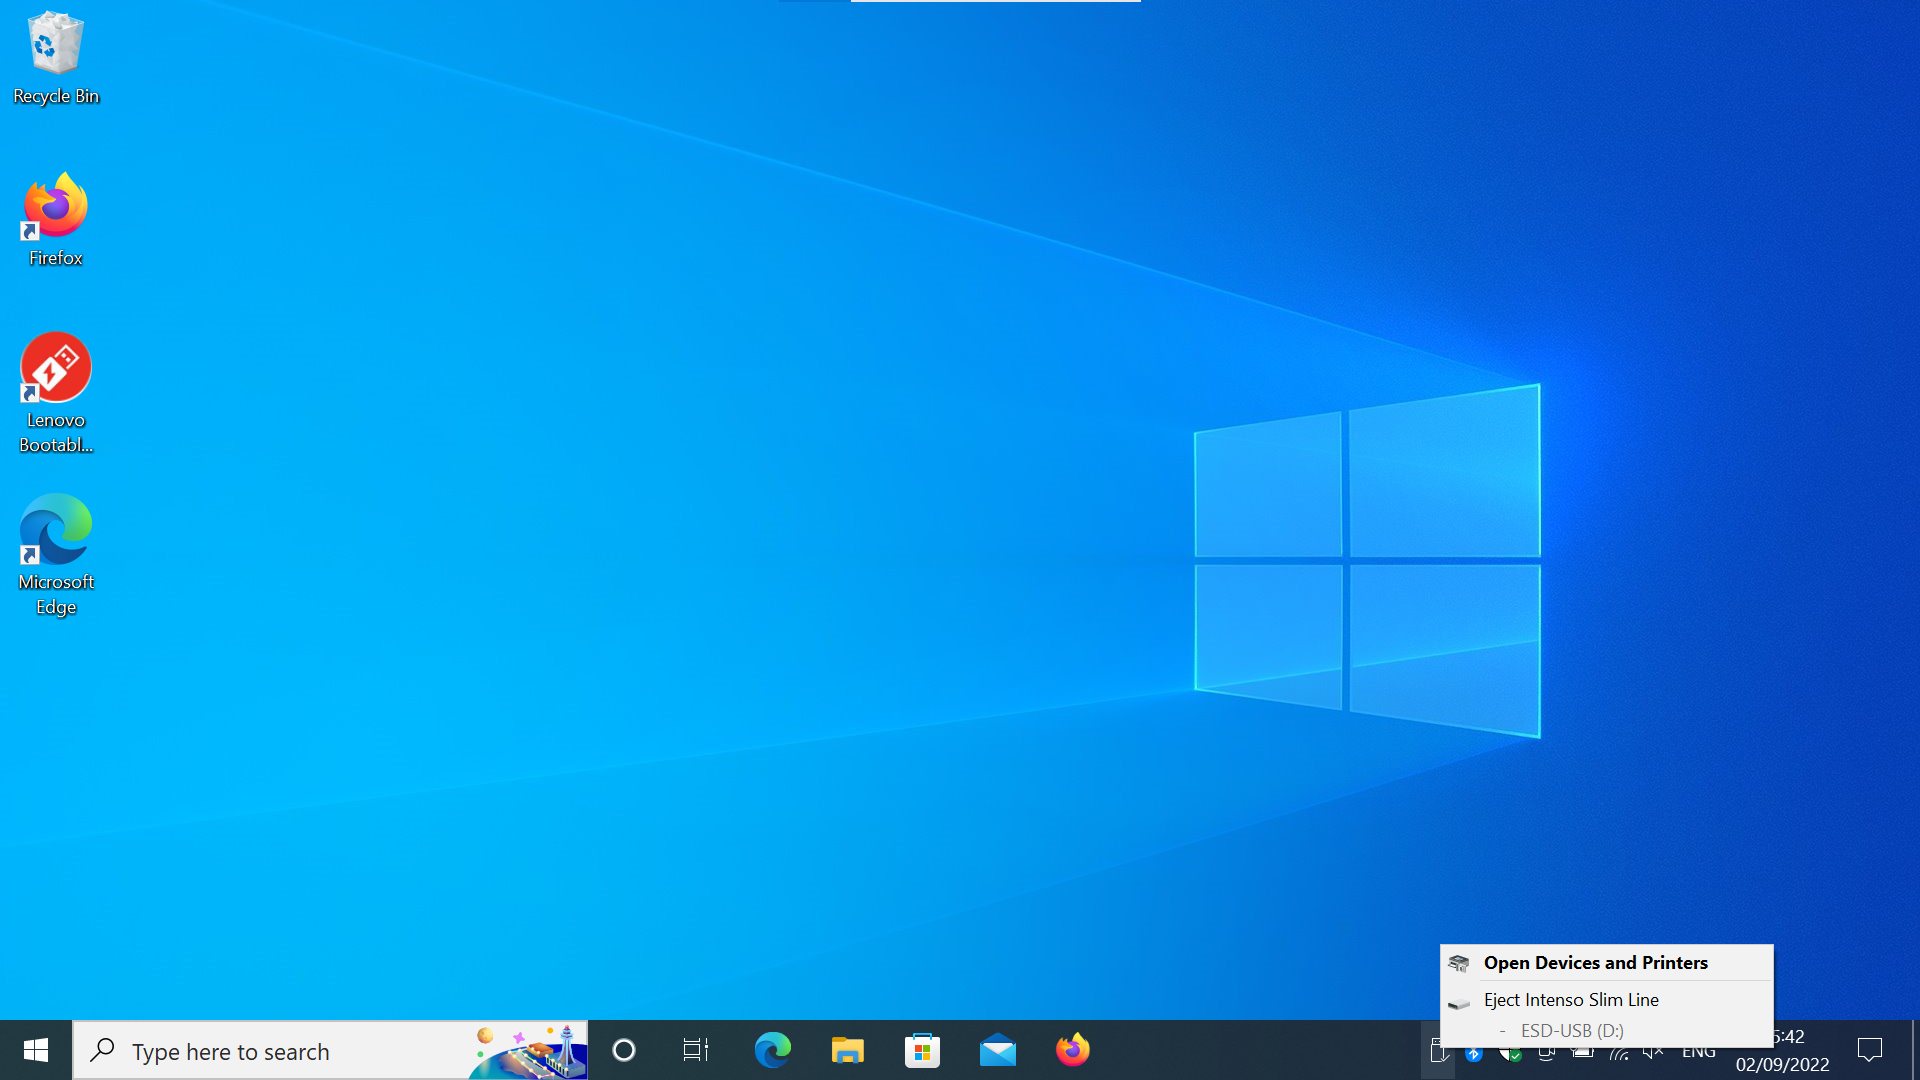 Recycle Bin
Firefox
Lenovo
Bootabl...
Microsoft
Edge
Open Devices and Printers
Eject Intenso Slim Line
- ESD-USB (D:)
Type here to search
ENG
5:42
02/09/2022